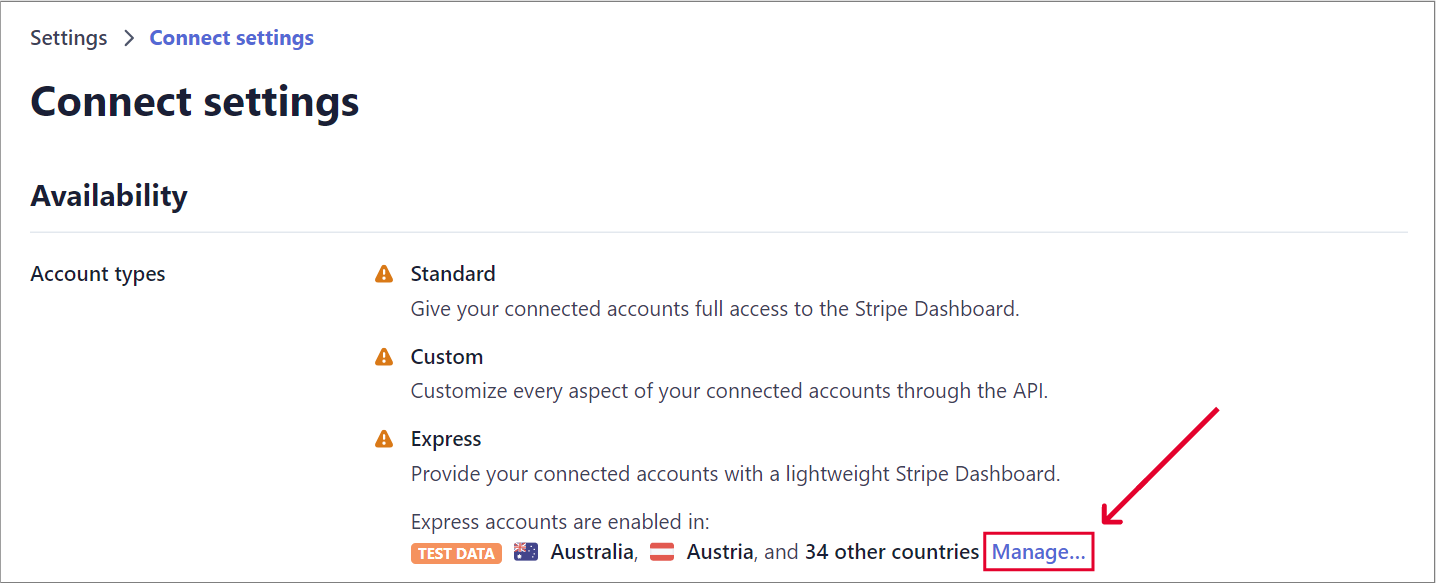 Settings > Connect settings
Connect settings
Availability
Account types
Standard
Give your connected accounts full access to the Stripe Dashboard.
Custom
Customize every aspect of your connected accounts through the API.
Express
Provide your connected accounts with a lightweight Stripe Dashboard.
Express accounts are enabled in:
TEST DATA Australia, Austria, and 34 other countries Manage...